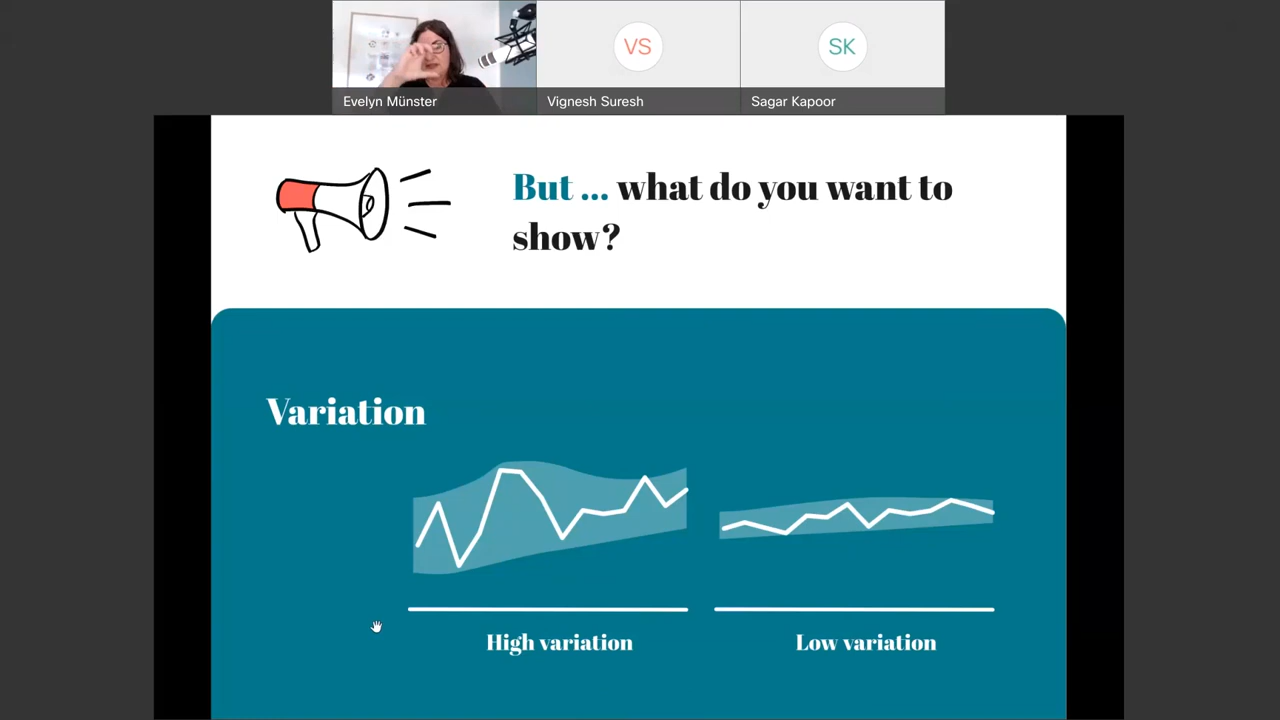 VS
SK
Evelyn Münster
Vignesh Suresh
Sagar Kapoor
But ... what do you want to
show?
Variation
High variation
Low variation